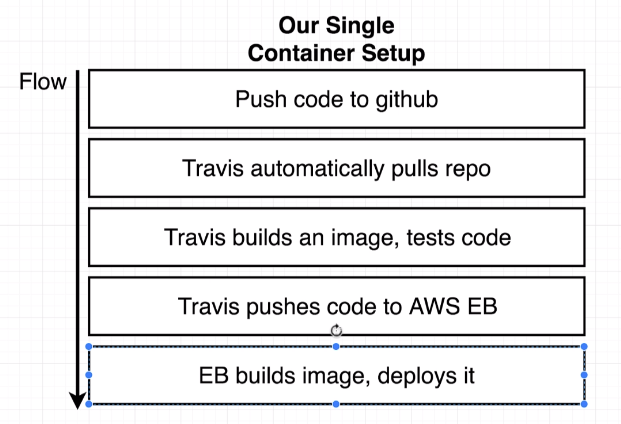 Our Single
Container Setup
Flow
Push code to github
Travis automatically pulls repo
Travis builds an image, tests code
Travis pushes code to AWS EB
EB builds image, deploys it